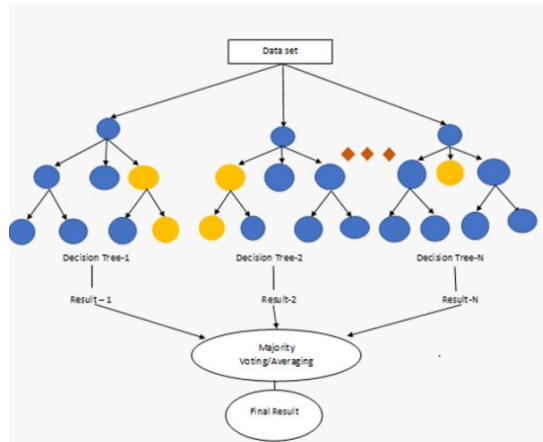 Data set
Decision Tree-1
Decision Tree-2
Decision Tree-N
Result – 1
Result-2
Result-N
Majority
Voting/Averaging
Final Result